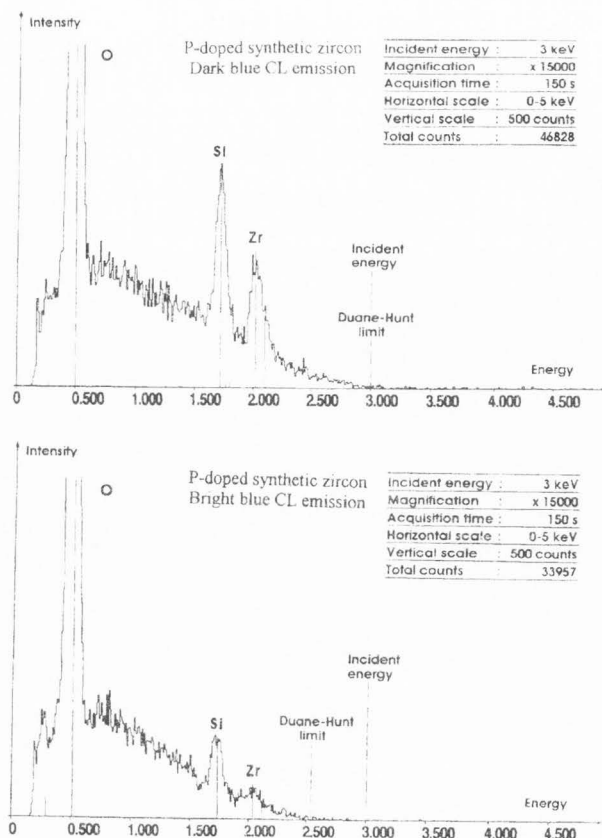 Intensity
O
P-doped synthetic zircon
Dark blue CL emission
Incident energy : 3 keV
Magnification : x 15000
Acquisition time : 150 s
Horizontal scale : 0-5 keV
Vertical scale : 500 counts
Total counts : 46828
Si
Zr
Incident
energy
Duane-Hunt
limit
Energy
0 0.500 1.000 1.500 2.000 2.500 3.000 3.500 4.000 4.500
Intensity
O
P-doped synthetic zircon
Bright blue CL emission
Incident energy : 3 keV
Magnification : x 15000
Acquisition time : 150 s
Horizontal scale : 0-5 keV
Vertical scale : 500 counts
Total counts : 33957
Incident
energy
Si
Duane-Hunt
limit
Zr
Energy
0 0.500 1.000 1.500 2.000 2.500 3.000 3.500 4.000 4.500